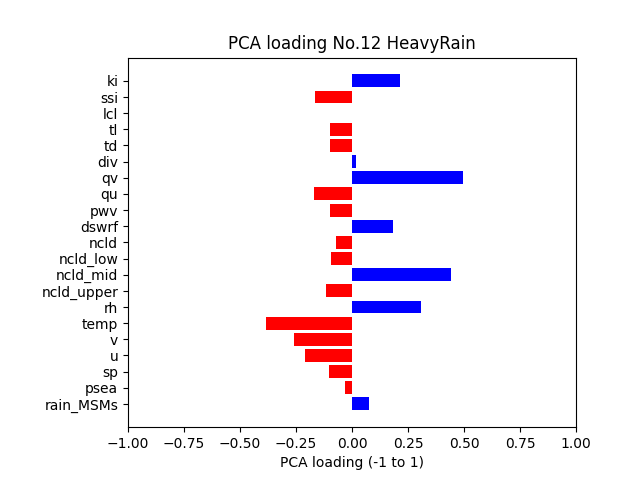 PCA loading No.12 HeavyRain
ki
ssi
lcl
tl
td
div
qv
qu
pwv
dswrf
ncld
ncld_low
ncld_mid
ncld_upper
rh
temp
v
u
sp
psea
rain_MSMs
−1.00 −0.75 −0.50 −0.25 0.00 0.25 0.50 0.75 1.00
PCA loading (-1 to 1)